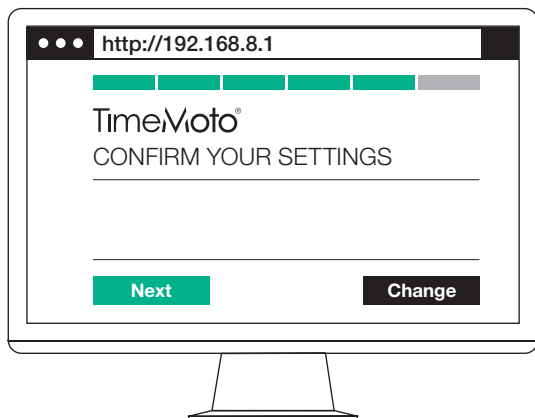 http://192.168.8.1
TimeMoto®
CONFIRM YOUR SETTINGS
Next Change